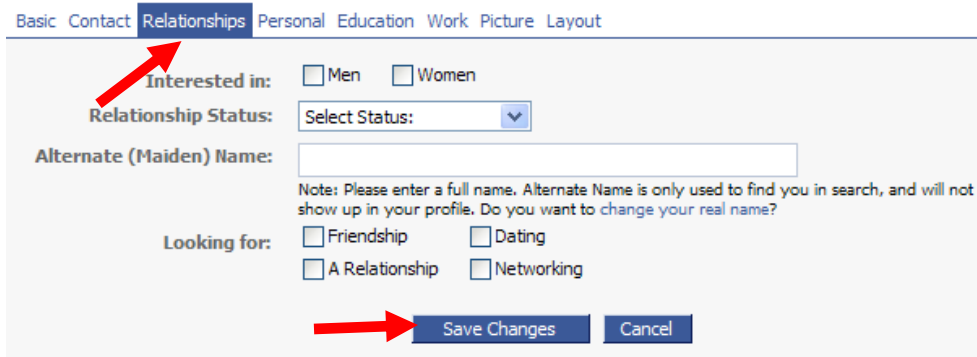 Basic Contact Relationships Personal Education Work Picture Layout
Interested in: Men Women
Relationship Status: Select Status:
Alternate (Maiden) Name:
Note: Please enter a full name. Alternate Name is only used to find you in search, and will not
show up in your profile. Do you want to change your real name?
Looking for: Friendship Dating
A Relationship Networking
Save Changes Cancel